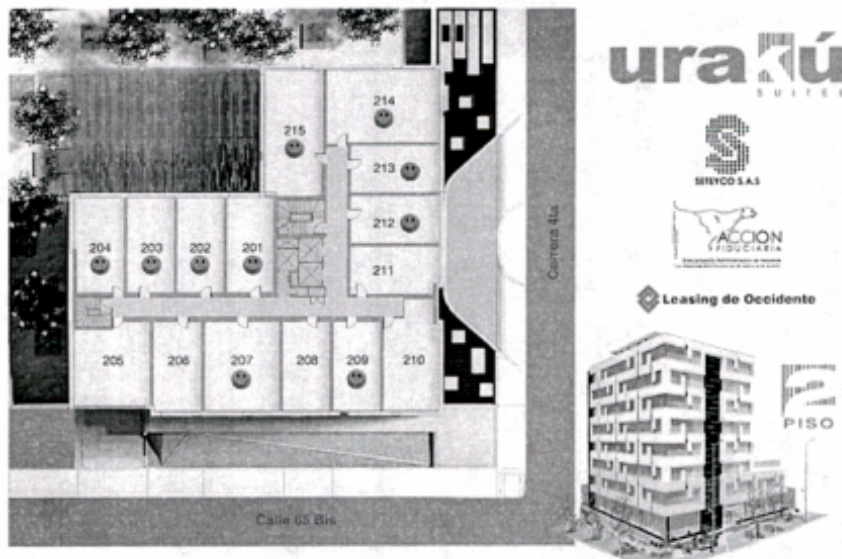 214
215
213
212
204
203
202
201
211
205
206
207
208
209
210
Carrera 4ta
Calle 65 Bis
urakú
SUITES
SETEYCO S.A.S
ACCION
FIDUCIARIA
Leasing de Occidente
2
PISO